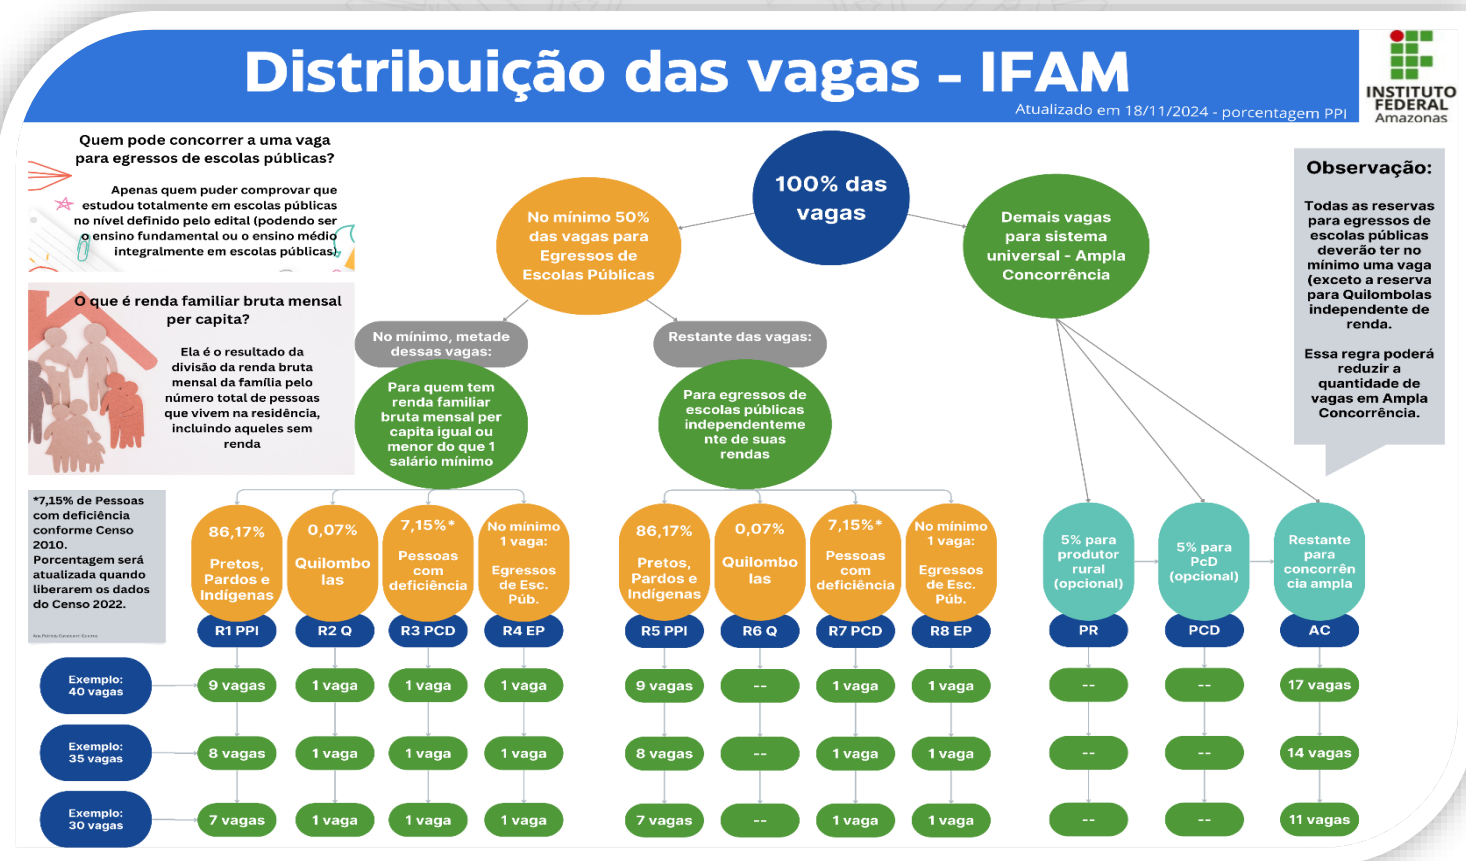 Distribuição das vagas - IFAM
Atualizado em 18/11/2024 - porcentagem PPI
INSTITUTO
FEDERAL
Amazonas
Quem pode concorrer a uma vaga
para egressos de escolas públicas?
Apenas quem puder comprovar que
estudou totalmente em escolas públicas
no nível definido pelo edital (podendo ser
o ensino fundamental ou o ensino médio
integralmente em escolas públicas)
O que é renda familiar bruta mensal
per capita?
Ela é o resultado da
divisão da renda bruta
mensal da família pelo
número total de pessoas
que vivem na residência,
incluindo aqueles sem
renda
100% das
vagas
No mínimo 50%
das vagas para
Egressos de
Escolas Públicas
Demais vagas
para sistema
universal - Ampla
Concorrência
Observação:
Todas as reservas
para egressos de
escolas públicas
deverão ter no
mínimo uma vaga
(exceto a reserva
para Quilombolas
independente de
renda.
Essa regra poderá
reduzir a
quantidade de
vagas em Ampla
Concorrência.
No mínimo, metade
dessas vagas:
Para quem tem
renda familiar
bruta mensal per
capita igual ou
menor do que 1
salário mínimo
Restante das vagas:
Para egressos de
escolas públicas
independenteme
nte de suas
rendas
*7,15% de Pessoas
com deficiência
conforme Censo
2010.
Porcentagem será
atualizada quando
liberarem os dados
do Censo 2022.
86,17%
Pretos,
Pardos e
Indígenas
R1 PPI
0,07%
Quilombo
las
R2 Q
7,15%*
Pessoas
com
deficiência
R3 PCD
No mínimo
1 vaga:
Egressos
de Esc.
Púb.
R4 EP
86,17%
Pretos,
Pardos e
Indígenas
R5 PPI
0,07%
Quilombo
las
R6 Q
7,15%*
Pessoas
com
deficiência
R7 PCD
No mínimo
1 vaga:
Egressos
de Esc.
Púb.
R8 EP
5% para
produtor
rural
(opcional)
PR
5% para
PcD
(opcional)
PCD
Restante
para
concorrên
cia ampla
AC
Exemplo:
40 vagas
9 vagas
1 vaga
1 vaga
1 vaga
9 vagas
--
1 vaga
1 vaga
--
--
17 vagas
Exemplo:
35 vagas
8 vagas
1 vaga
1 vaga
1 vaga
8 vagas
--
1 vaga
1 vaga
--
--
14 vagas
Exemplo:
30 vagas
7 vagas
1 vaga
1 vaga
1 vaga
7 vagas
--
1 vaga
1 vaga
--
--
11 vagas